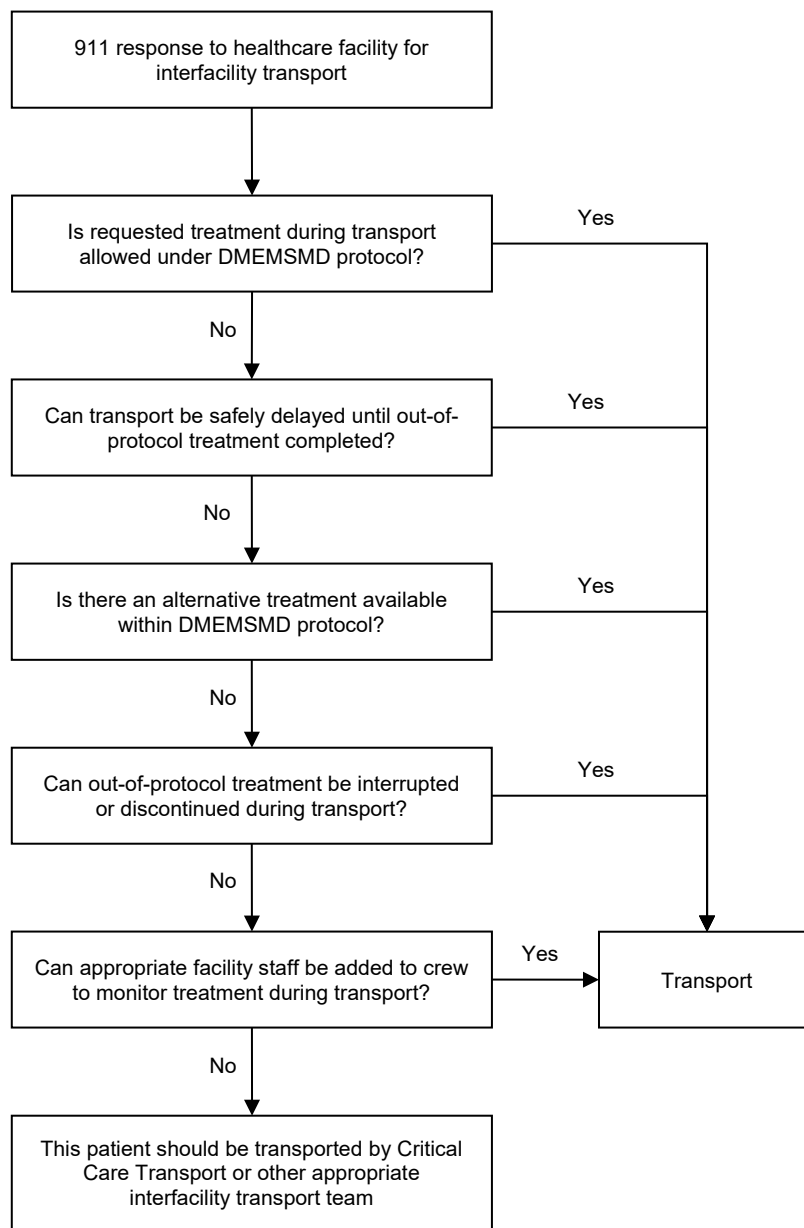 911 response to healthcare facility for
interfacility transport
Is requested treatment during transport
allowed under DMEMSMD protocol?
Yes
No
Can transport be safely delayed until out-of-
protocol treatment completed?
Yes
No
Is there an alternative treatment available
within DMEMSMD protocol?
Yes
No
Can out-of-protocol treatment be interrupted
or discontinued during transport?
Yes
No
Can appropriate facility staff be added to crew
to monitor treatment during transport?
Yes
Transport
No
This patient should be transported by Critical
Care Transport or other appropriate
interfacility transport team